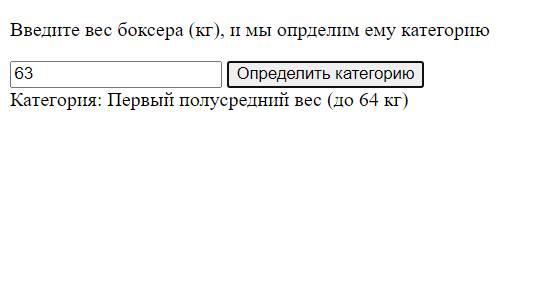 Введите вес боксера (кг), и мы опрделим ему категорию
63 Определить категорию
Категория: Первый полусредний вес (до 64 кг)